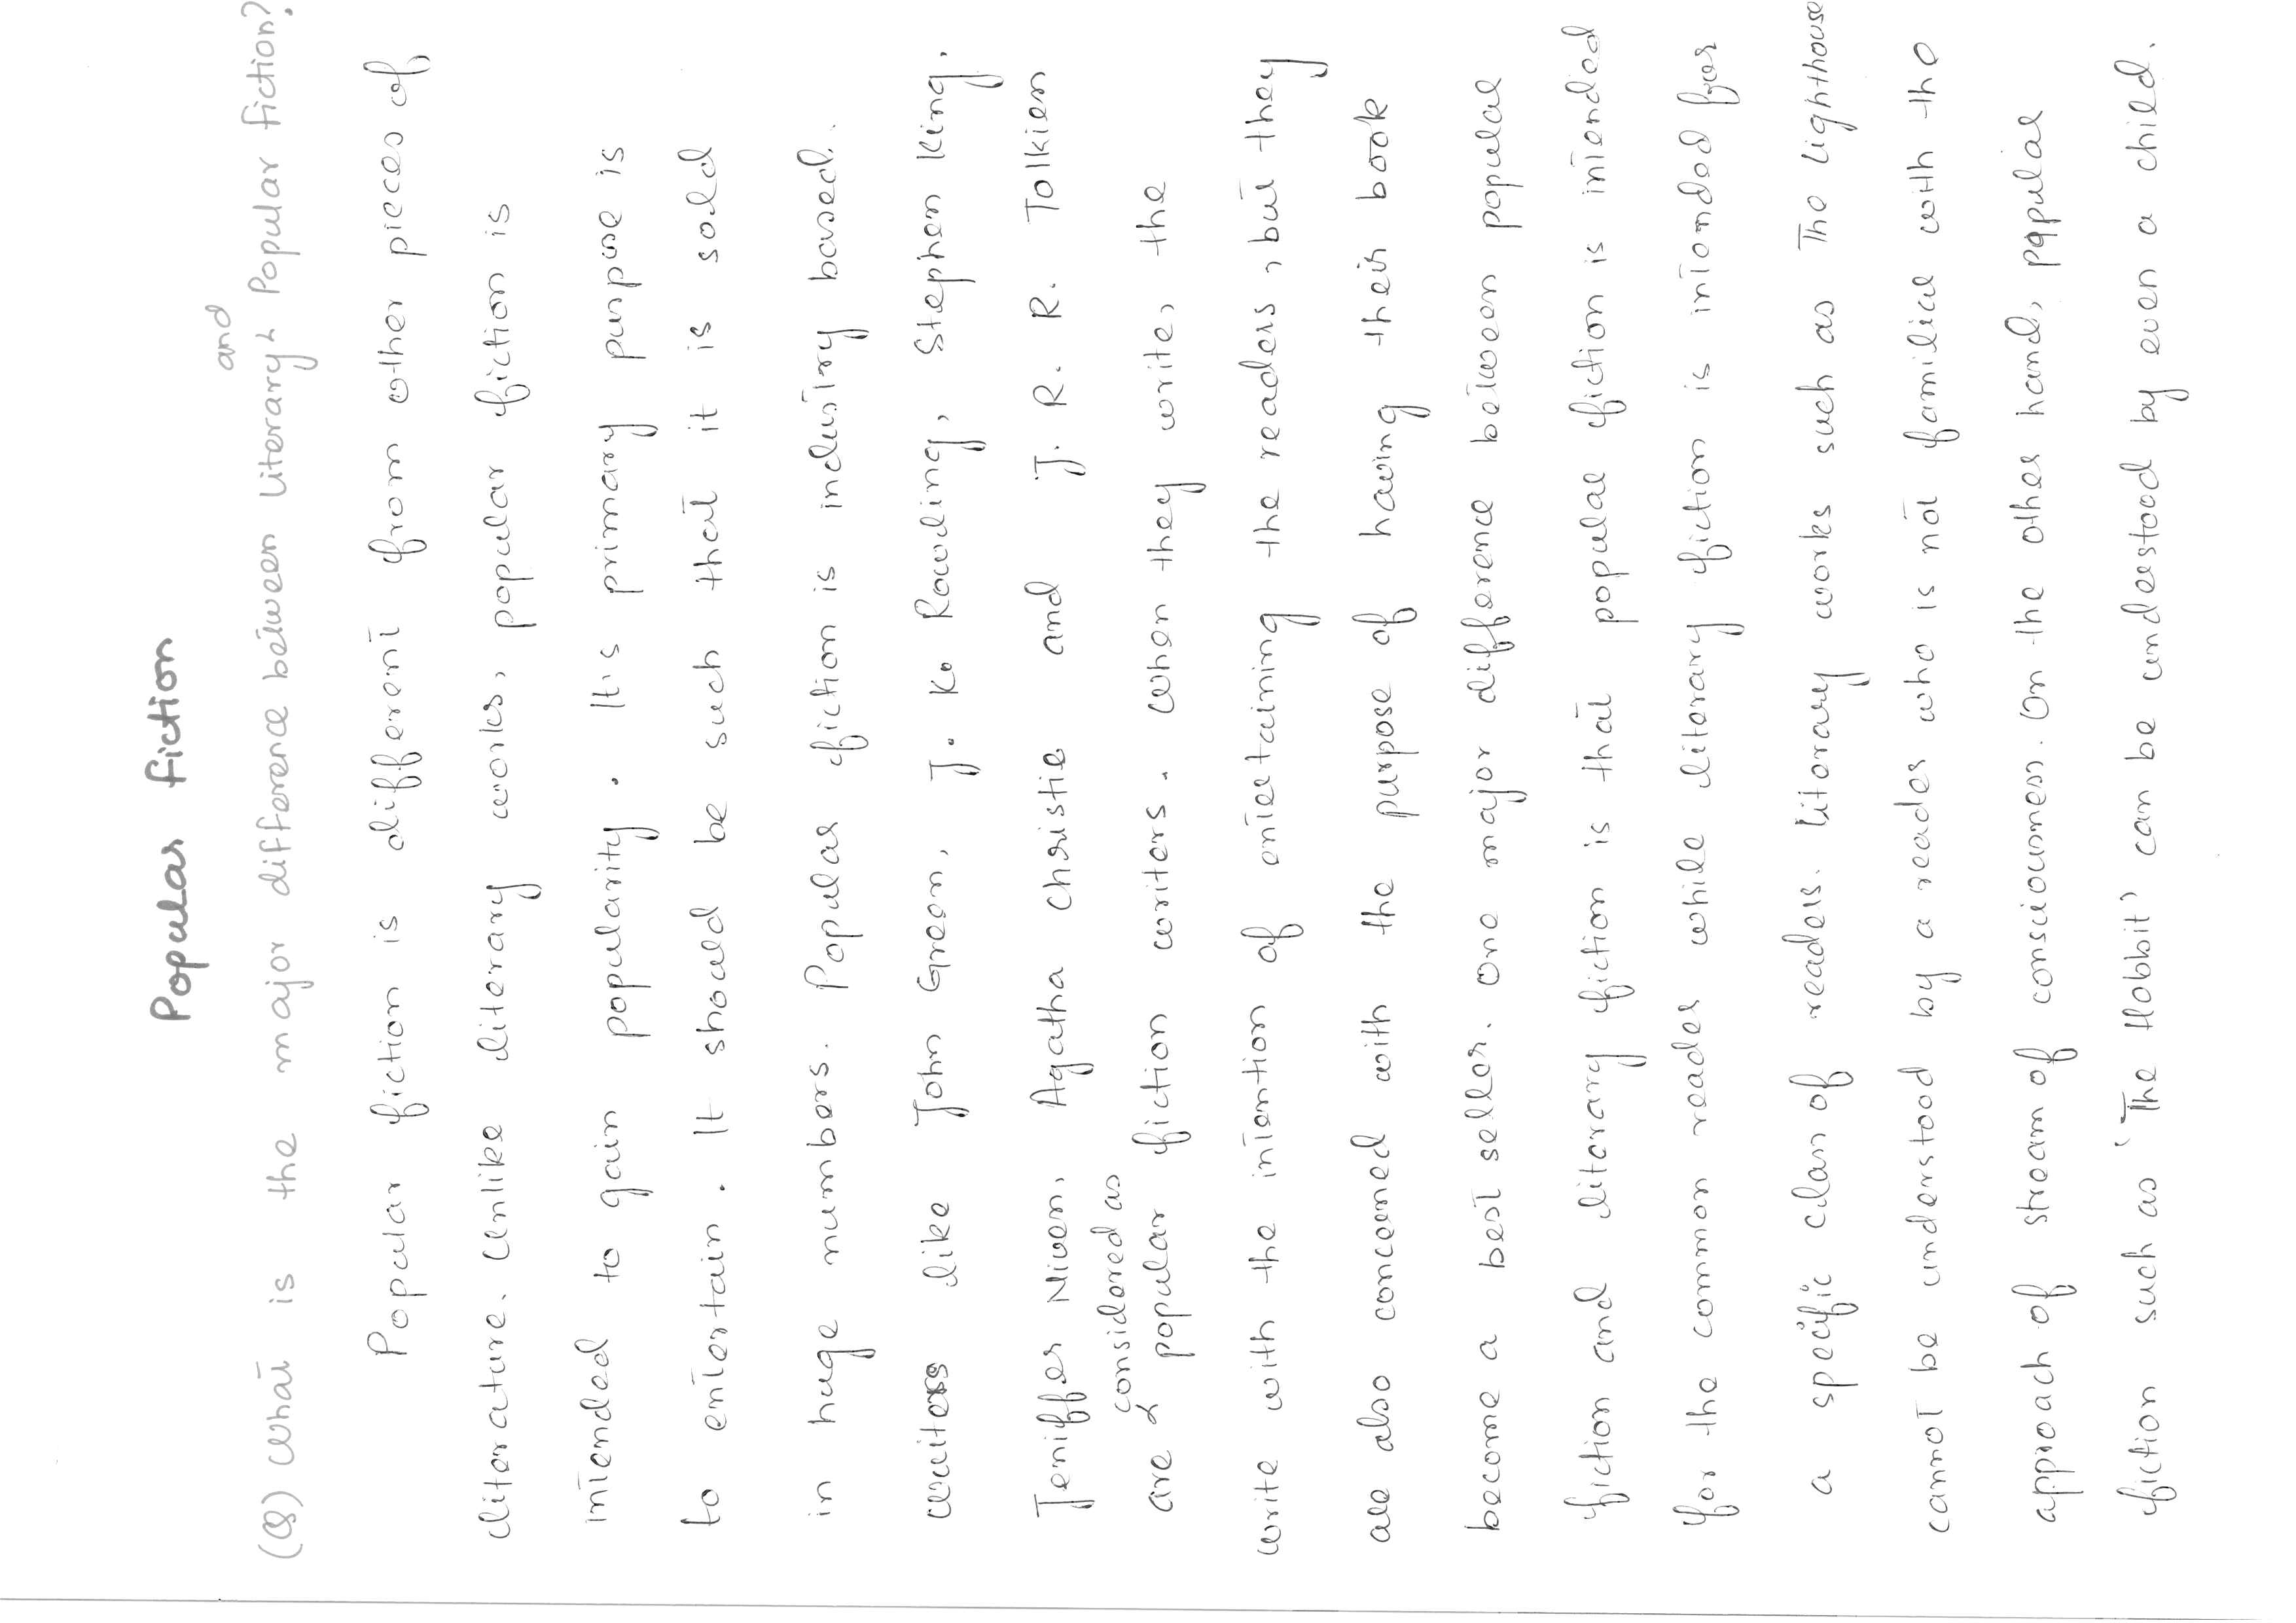 Popular fiction
and
(Q) What is the major difference between literary Popular fiction?
Popular fiction is different from other pieces of
literature. Unlike literary works, popular fiction is
intended to gain popularity. It's primary purpose is
to entertain. It should be such that it is sold
in huge numbers. Popular fiction is industry based.
writers like John Green, J. K. Rowling, Stephen King,
Jeniffer Niven, Agatha Christie and J. R. R. Tolkien
considered as
are popular fiction writers. When they write, the
write with the intention of entertaining the readers, but they
are also concerned with the purpose of having their book
become a best seller. One major difference between popular
fiction and literary fiction is that popular fiction is intended
for the common reader while literary fiction is intended for
a specific class of readers. literary works such as The lighthouse
cannot be understood by a reader who is not familiar with the
approach of stream of consciousness. On the other hand, popular
fiction such as 'The Hobbit' can be understood by even a child.